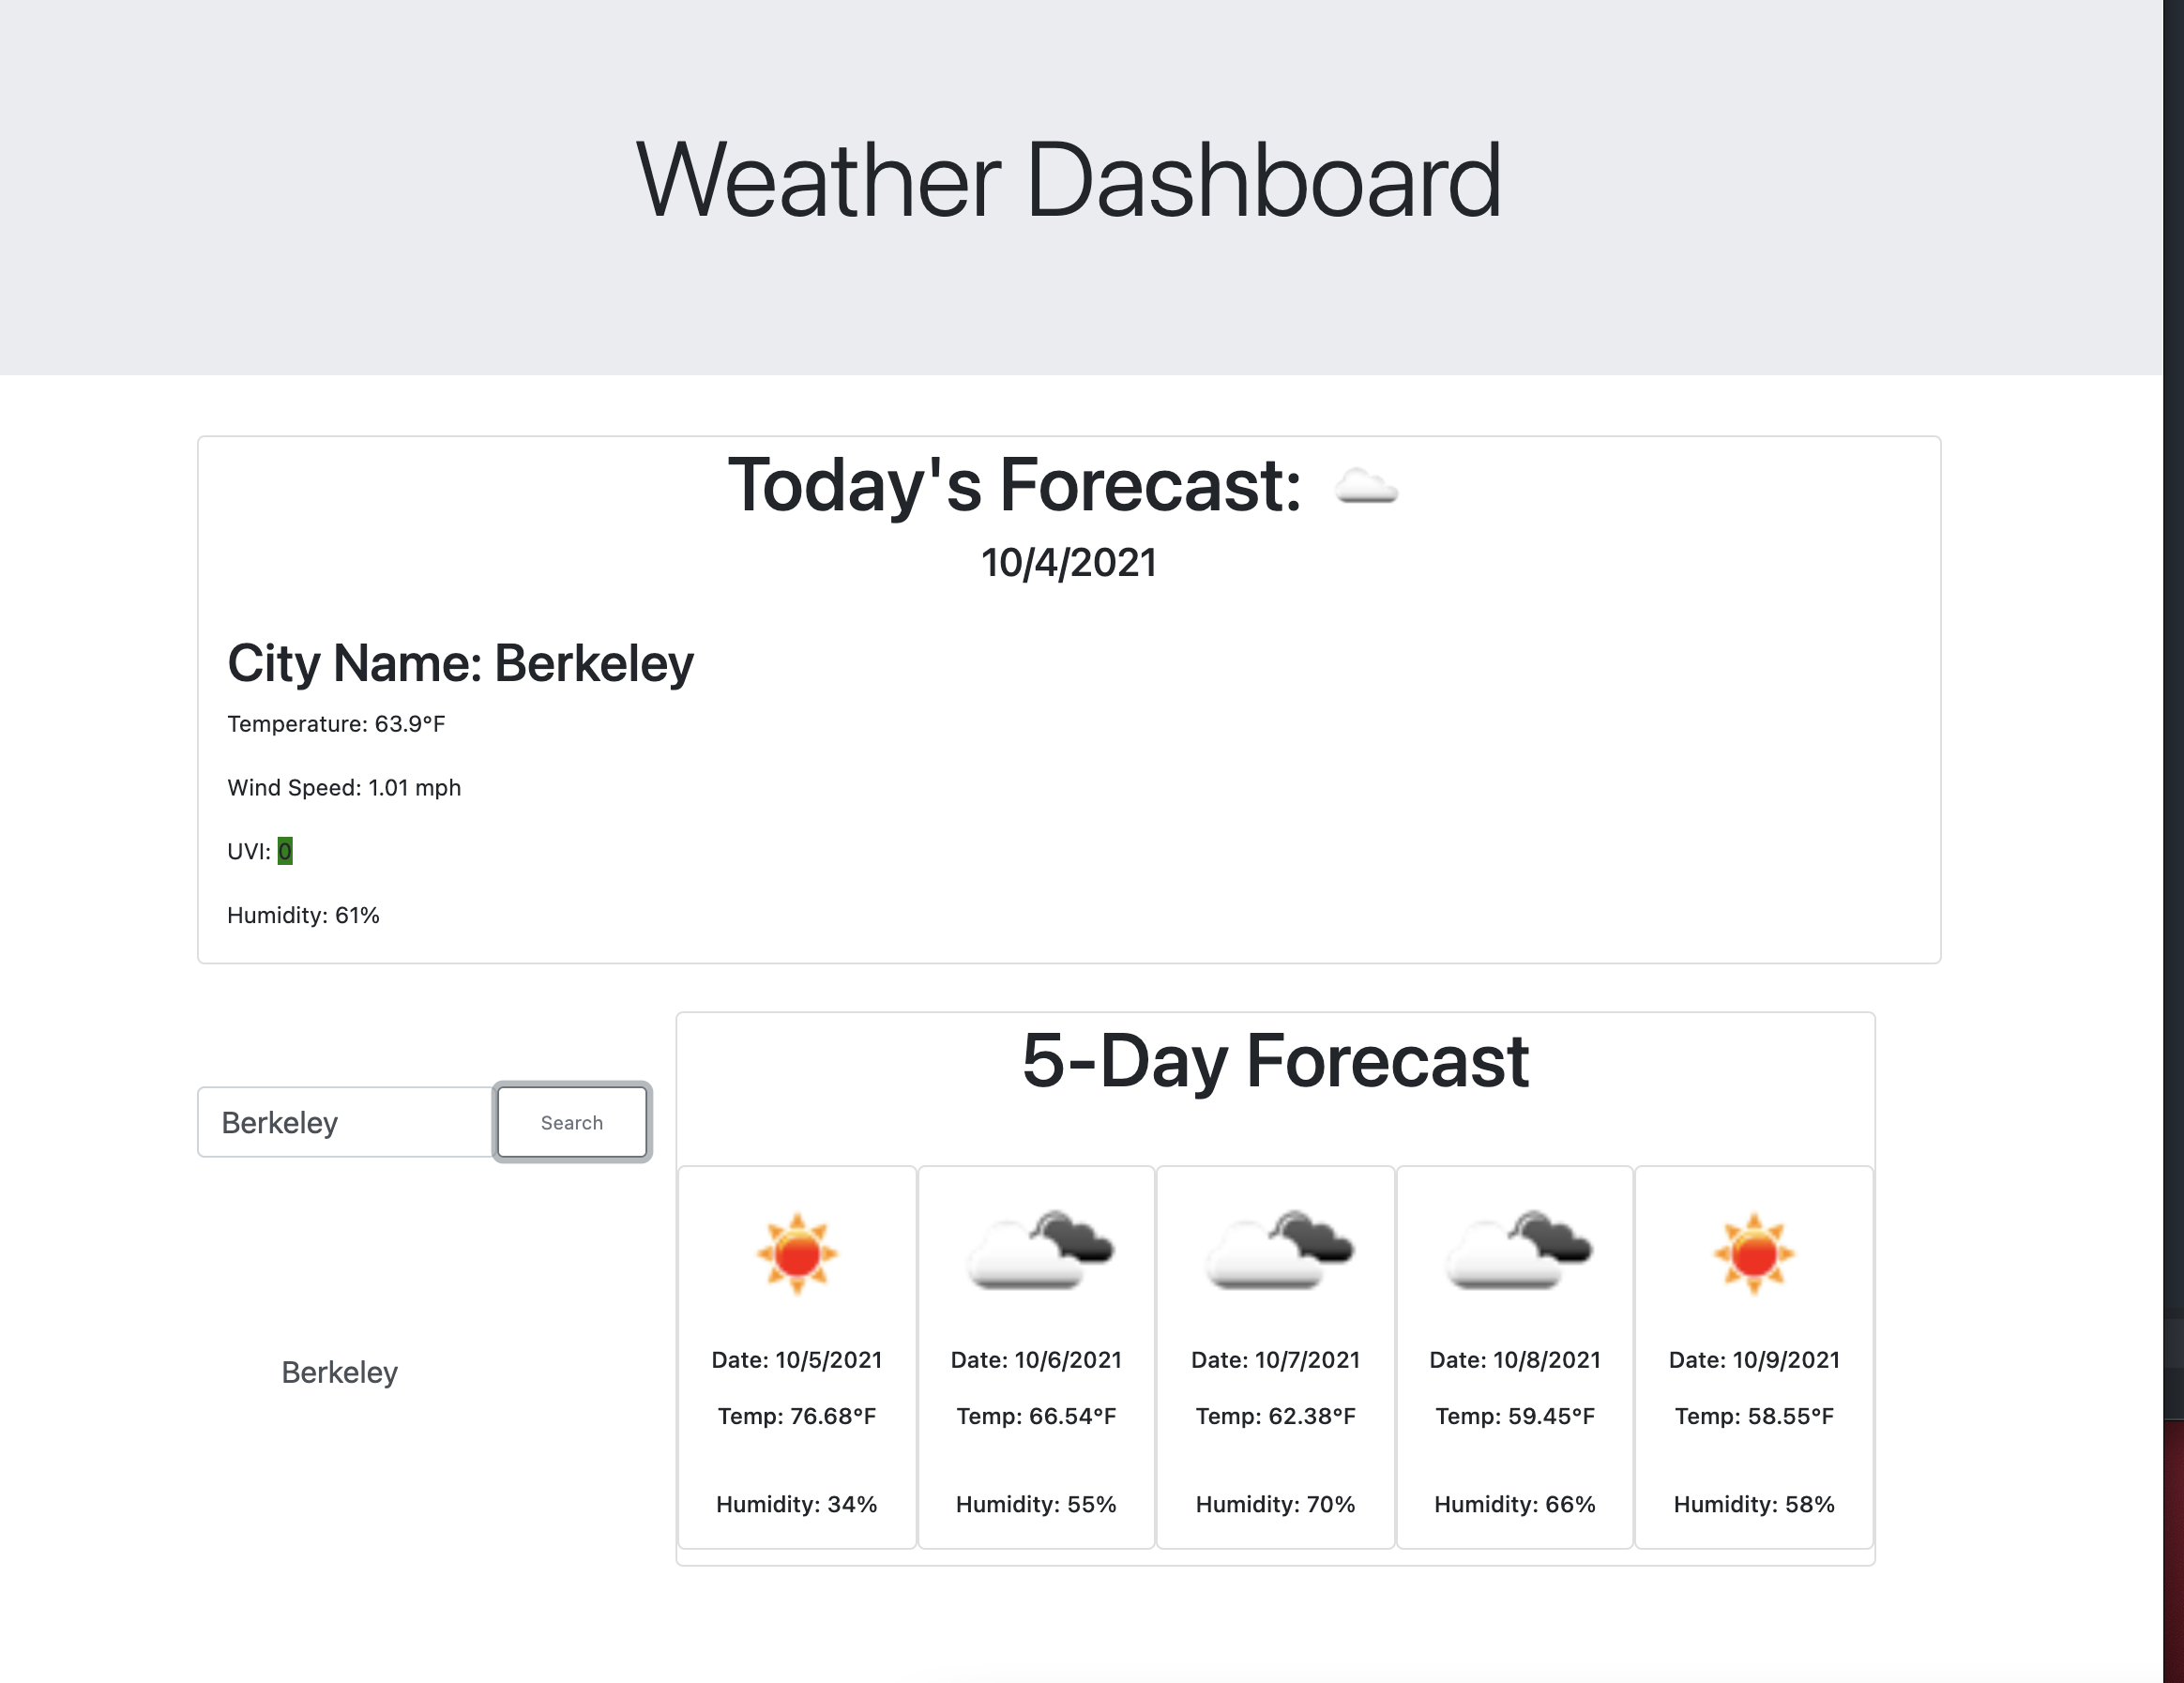 Weather Dashboard
Today's Forecast:
10/4/2021
City Name: Berkeley
Temperature: 63.9°F
Wind Speed: 1.01 mph
UVI: 0
Humidity: 61%
Berkeley
Search
Berkeley
5-Day Forecast
Date: 10/5/2021
Temp: 76.68°F
Humidity: 34%
Date: 10/6/2021
Temp: 66.54°F
Humidity: 55%
Date: 10/7/2021
Temp: 62.38°F
Humidity: 70%
Date: 10/8/2021
Temp: 59.45°F
Humidity: 66%
Date: 10/9/2021
Temp: 58.55°F
Humidity: 58%